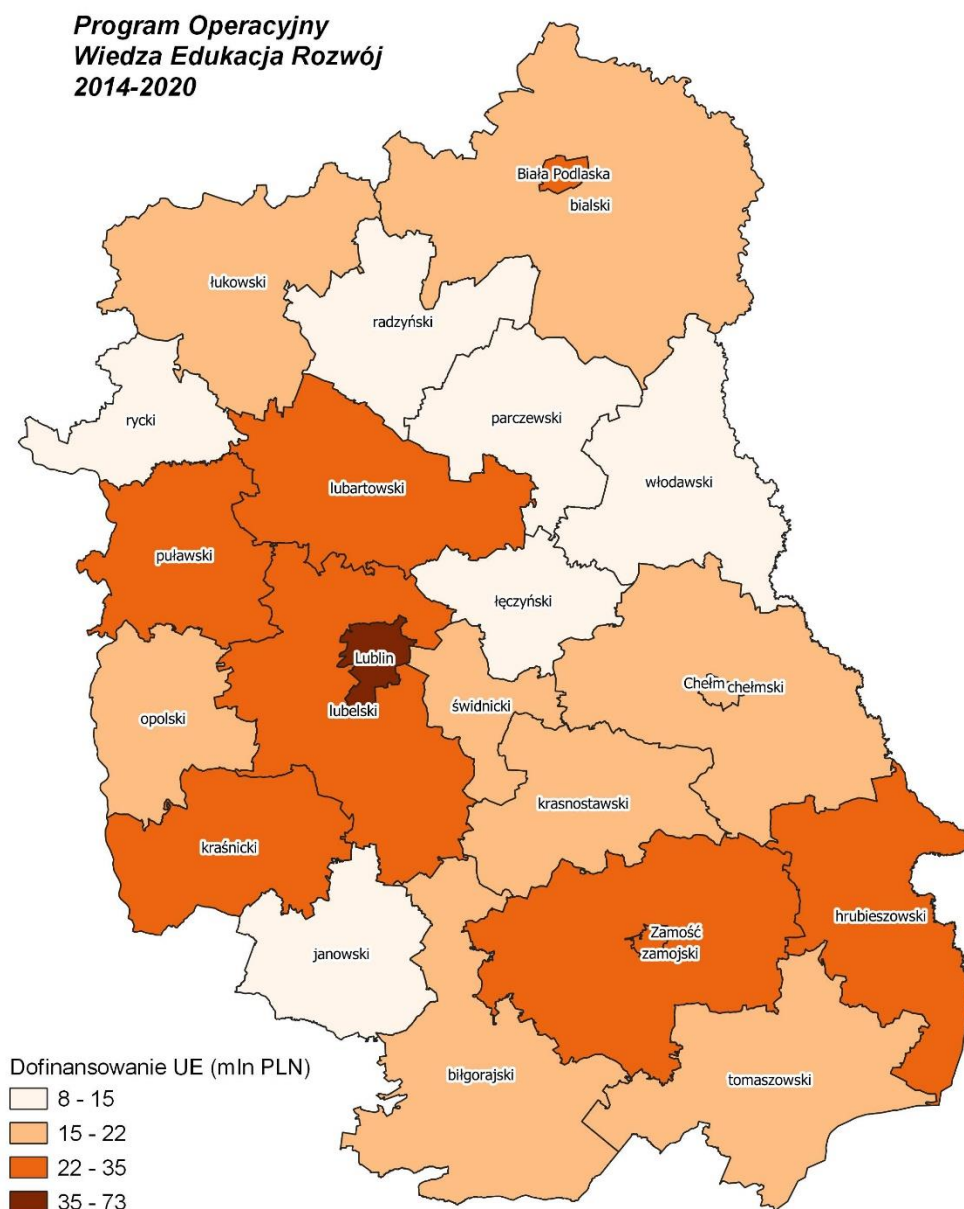 Program Operacyjny
Wiedza Edukacja Rozwój
2014-2020
Biała Podlaska
bialski
łukowski
radzyński
rycki
parczewski
włodawski
lubartowski
puławski
łęczyński
Lublin
Chełm chełmski
świdnicki
lubelski
opolski
krasnostawski
kraśnicki
hrubieszowski
Zamość
zamojski
janowski
biłgorajski
tomaszowski
Dofinansowanie UE (mln PLN)
8 - 15
15 - 22
22 - 35
35 - 73